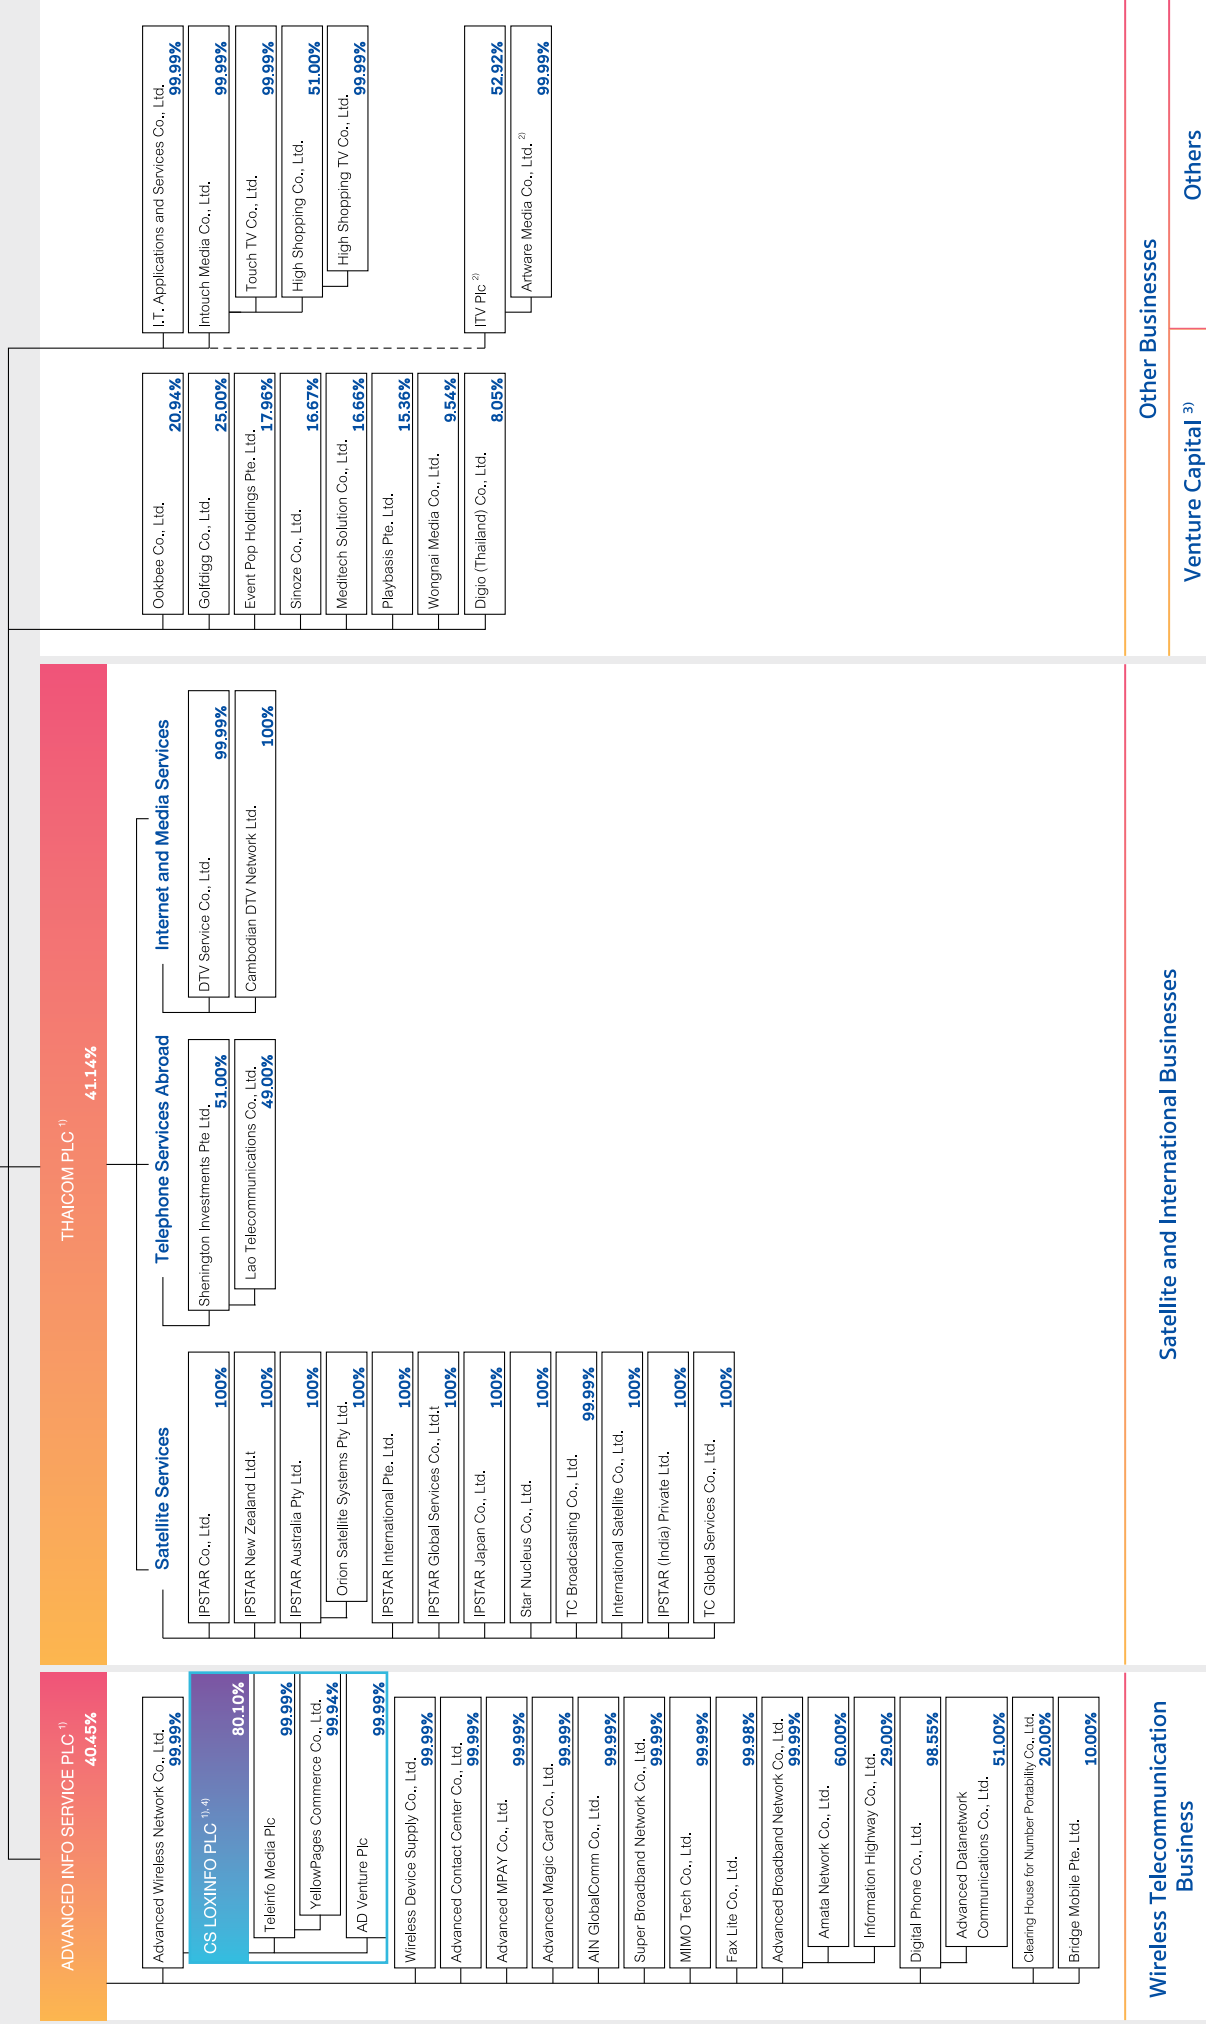 ADVANCED INFO SERVICE PLC 1)
40.45%
Advanced Wireless Network Co., Ltd.
99.99%
CS LOXINFO PLC 1), 4)
80.10%
Teleinfo Media Plc
99.99%
YellowPages Commerce Co., Ltd.
99.94%
AD Venture Plc
99.99%
Wireless Device Supply Co., Ltd.
99.99%
Advanced Contact Center Co., Ltd.
99.99%
Advanced MPAY Co., Ltd.
99.99%
Advanced Magic Card Co., Ltd.
99.99%
AIN GlobalComm Co., Ltd.
99.99%
Super Broadband Network Co., Ltd.
99.99%
MIMO Tech Co., Ltd.
99.99%
Fax Lite Co., Ltd.
99.98%
Advanced Broadband Network Co., Ltd.
99.99%
Amata Network Co., Ltd.
60.00%
Information Highway Co., Ltd.
29.00%
Digital Phone Co., Ltd.
98.55%
Advanced Datanetwork
Communications Co., Ltd.
51.00%
Clearing House for Number Portability Co., Ltd.
20.00%
Bridge Mobile Pte. Ltd.
10.00%
Wireless Telecommunication
Business
THAICOM PLC 1)
41.14%
Satellite Services
IPSTAR Co., Ltd.
100%
IPSTAR New Zealand Ltd.t
100%
IPSTAR Australia Pty Ltd.
100%
Orion Satellite Systems Pty Ltd.
100%
IPSTAR International Pte. Ltd.
100%
IPSTAR Global Services Co., Ltd.t
100%
IPSTAR Japan Co., Ltd.
100%
Star Nucleus Co., Ltd.
100%
TC Broadcasting Co., Ltd.
99.99%
International Satellite Co., Ltd.
100%
IPSTAR (India) Private Ltd.
100%
TC Global Services Co., Ltd.
100%
Telephone Services Abroad
Shenington Investments Pte Ltd.
51.00%
Lao Telecommunications Co., Ltd.
49.00%
Internet and Media Services
DTV Service Co., Ltd.
99.99%
Cambodian DTV Network Ltd.
100%
Satellite and International Businesses
Ookbee Co., Ltd.
20.94%
Golfdigg Co., Ltd.
25.00%
Event Pop Holdings Pte. Ltd.
17.96%
Sinoze Co., Ltd.
16.67%
Meditech Solution Co., Ltd.
16.66%
Playbasis Pte. Ltd.
15.36%
Wongnai Media Co., Ltd.
9.54%
Digio (Thailand) Co., Ltd.
8.05%
I.T. Applications and Services Co., Ltd.
99.99%
Intouch Media Co., Ltd.
99.99%
Touch TV Co., Ltd.
99.99%
High Shopping Co., Ltd.
51.00%
High Shopping TV Co., Ltd.
99.99%
ITV Plc 2)
52.92%
Artware Media Co., Ltd. 2)
99.99%
Other Businesses
Venture Capital 3)
Others